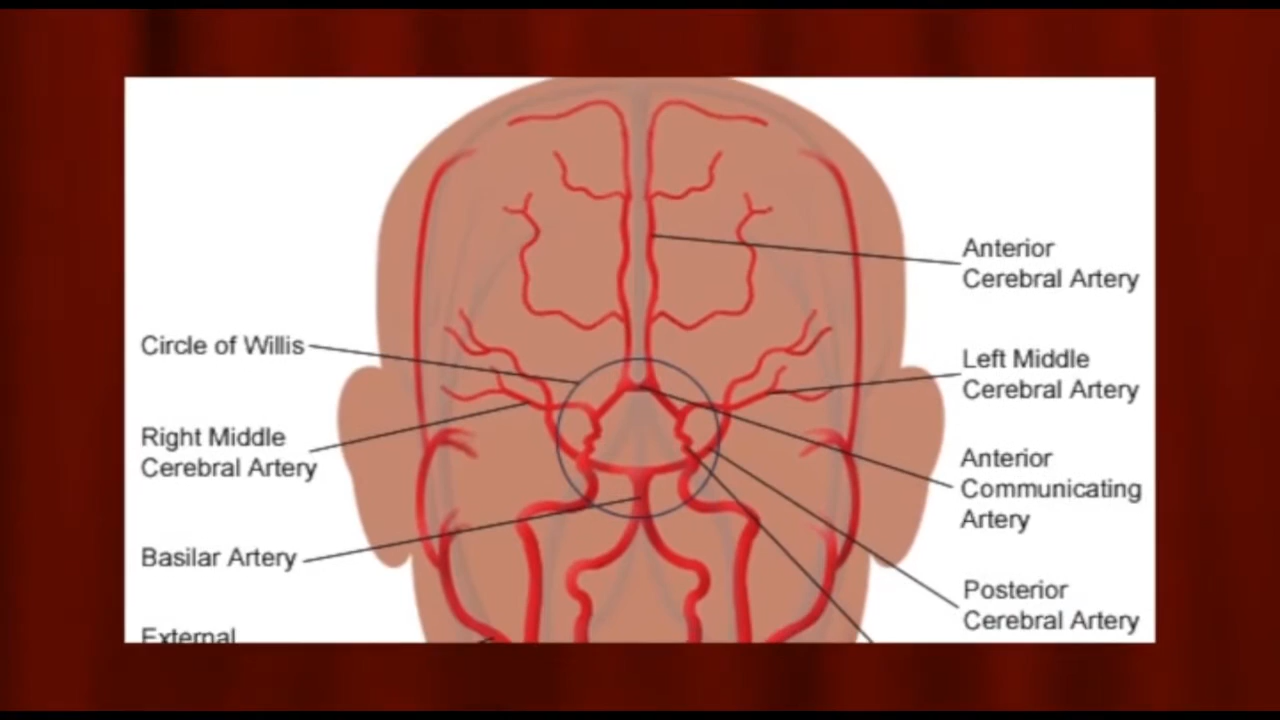 Anterior
Cerebral Artery
Circle of Willis
Left Middle
Cerebral Artery
Right Middle
Cerebral Artery
Anterior
Communicating
Artery
Basilar Artery
Posterior
Cerebral Artery
External